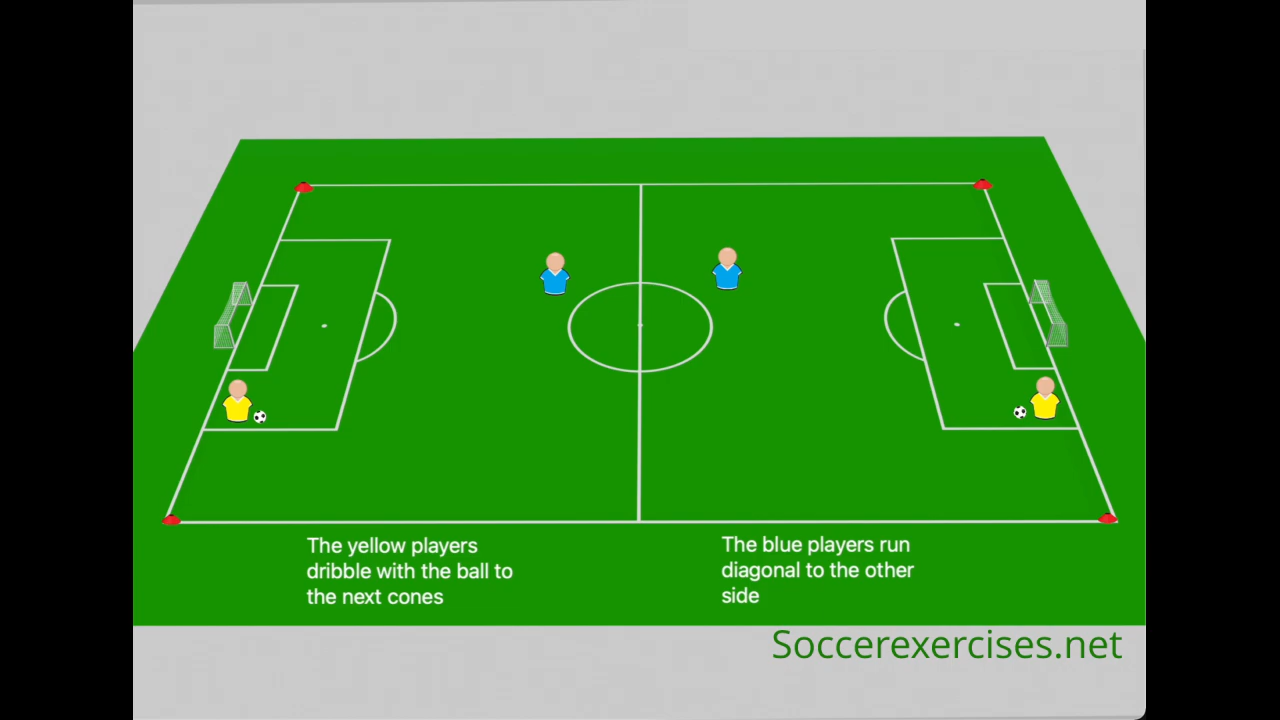 The yellow players
dribble with the ball to
the next cones
The blue players run
diagonal to the other
side
Soccerexercises.net